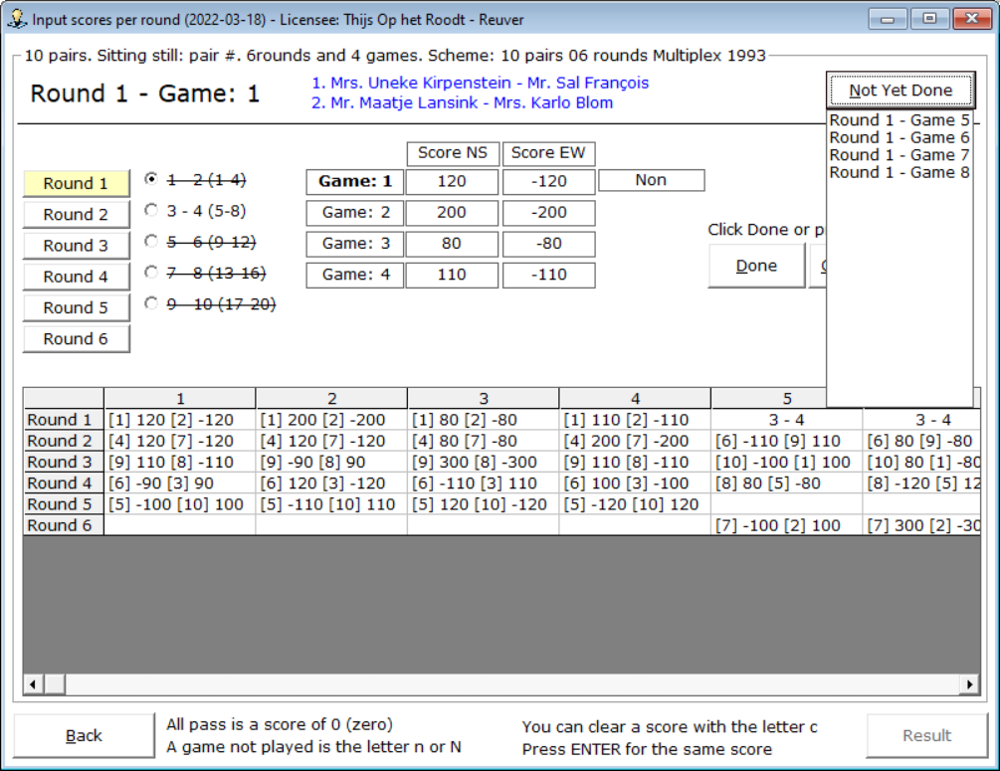 Input scores per round (2022-03-18) - Licensee: Thijs Op het Roodt - Reuver
10 pairs. Sitting still: pair #. 6rounds and 4 games. Scheme: 10 pairs 06 rounds Multiplex 1993
Round 1 - Game: 1
1. Mrs. Uneke Kirpenstein - Mr. Sal François
2. Mr. Maatje Lansink - Mrs. Karlo Blom
Not Yet Done
Round 1 - Game 5
Round 1 - Game 6
Round 1 - Game 7
Round 1 - Game 8
Score NS Score EW
Round 1 1 - 2 (1-4) Game: 1 120 -120 Non
Round 2 3 - 4 (5-8) Game: 2 200 -200
Round 3 5 - 6 (9-12) Game: 3 80 -80
Click Done or p
Round 4 7 - 8 (13-16) Game: 4 110 -110
Done
Round 5 9 - 10 (17-20)
Round 6
1 2 3 4 5
Round 1 [1] 120 [2] -120 [1] 200 [2] -200 [1] 80 [2] -80 [1] 110 [2] -110 3 - 4 3 - 4
Round 2 [4] 120 [7] -120 [4] 120 [7] -120 [4] 80 [7] -80 [4] 200 [7] -200 [6] -110 [9] 110 [6] 80 [9] -80
Round 3 [9] 110 [8] -110 [9] -90 [8] 90 [9] 300 [8] -300 [9] 110 [8] -110 [10] -100 [1] 100 [10] 80 [1] -80
Round 4 [6] -90 [3] 90 [6] 120 [3] -120 [6] -110 [3] 110 [6] 100 [3] -100 [8] 80 [5] -80 [8] -120 [5] 12
Round 5 [5] -100 [10] 100 [5] -110 [10] 110 [5] 120 [10] -120 [5] -120 [10] 120
Round 6 [7] -100 [2] 100 [7] 300 [2] -30
Back
All pass is a score of 0 (zero)
A game not played is the letter n or N
You can clear a score with the letter c
Press ENTER for the same score
Result